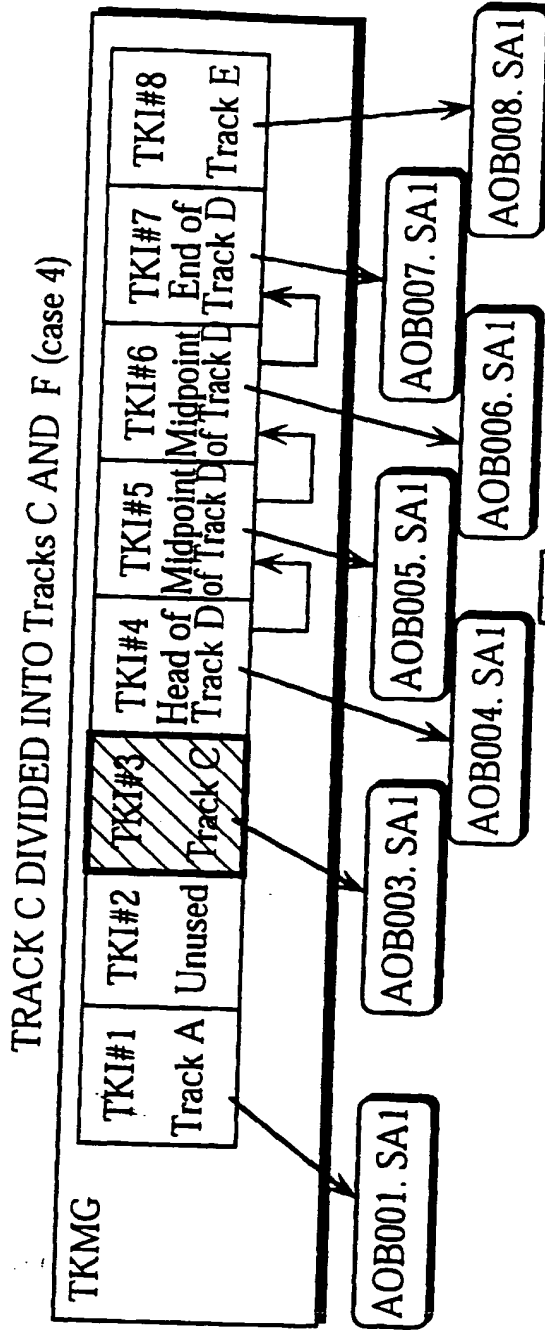 TRACK C DIVIDED INTO Tracks C AND F (case 4)
TKMG
TKI#1
Track A
TKI#2
Unused
TKI#3
Track C
TKI#4
Head of
Track D
TKI#5
Midpoint
of Track D
TKI#6
Midpoint
of Track D
TKI#7
End of
Track D
TKI#8
Track E
AOB001. SA1
AOB003. SA1
AOB004. SA1
AOB005. SA1
AOB006. SA1
AOB007. SA1
AOB008. SA1